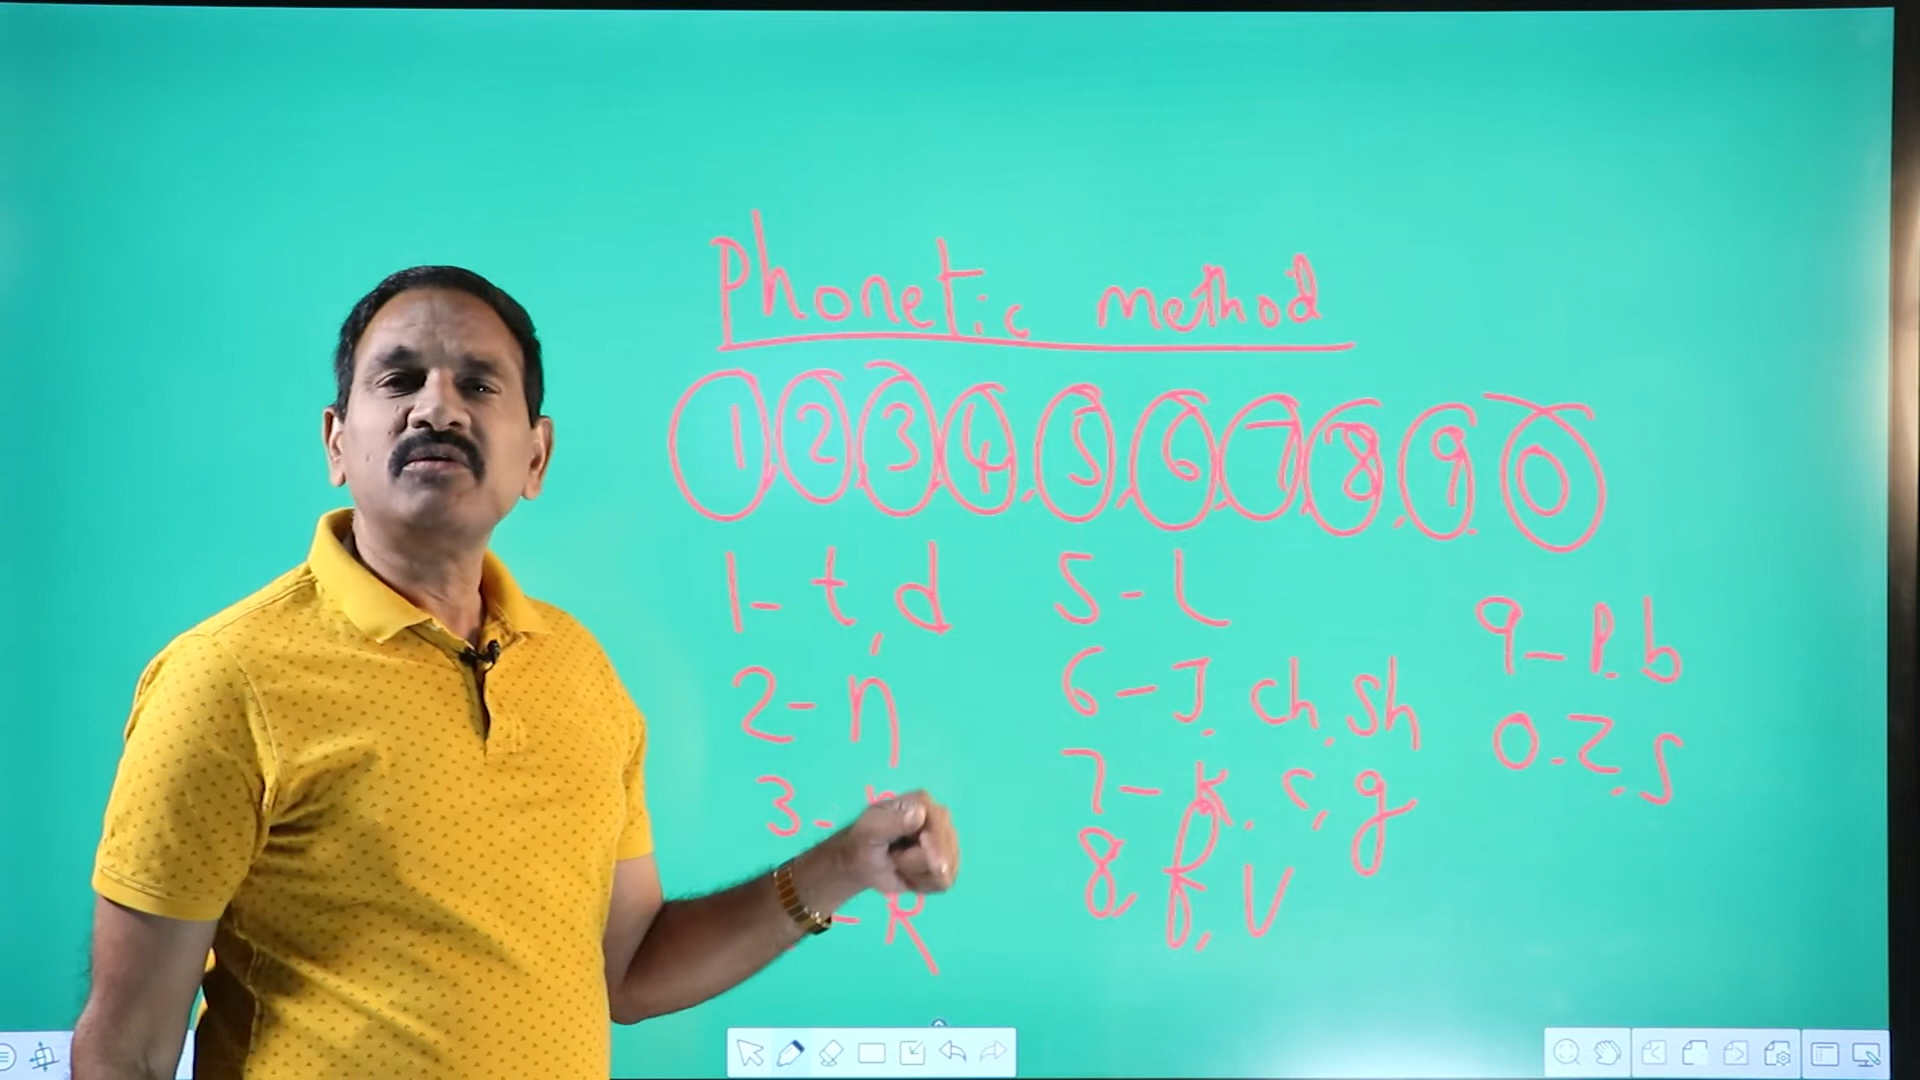 Phonetic method
1, 2, 3, 4, 5, 6, 7, 8, 9. 0
1- t, d
2- n
3-
- R
5- L
6- J. ch. sh
7- k. c, g
8, f, V
9- P. b
0-Z. S